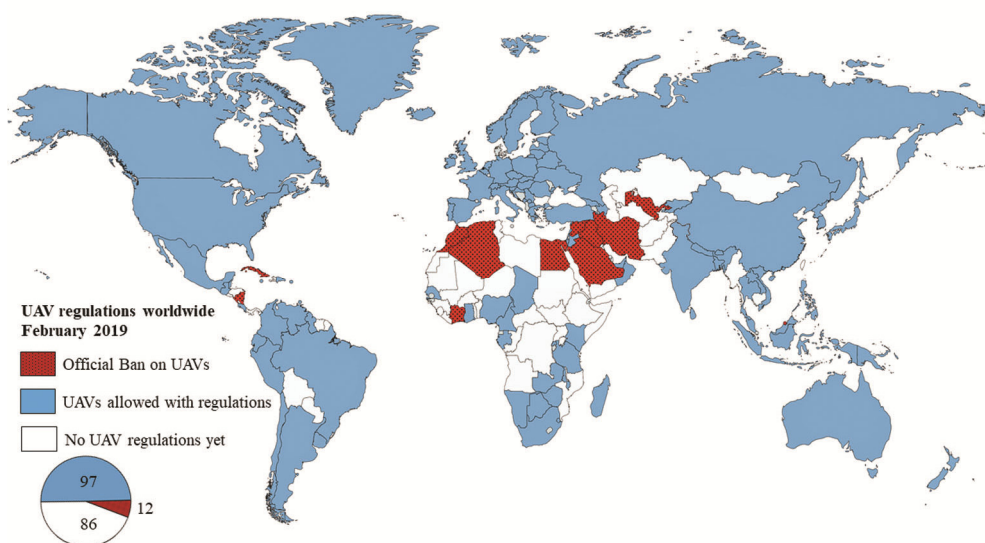 UAV regulations worldwide
February 2019
Official Ban on UAVs
UAVs allowed with regulations
No UAV regulations yet
97
12
86